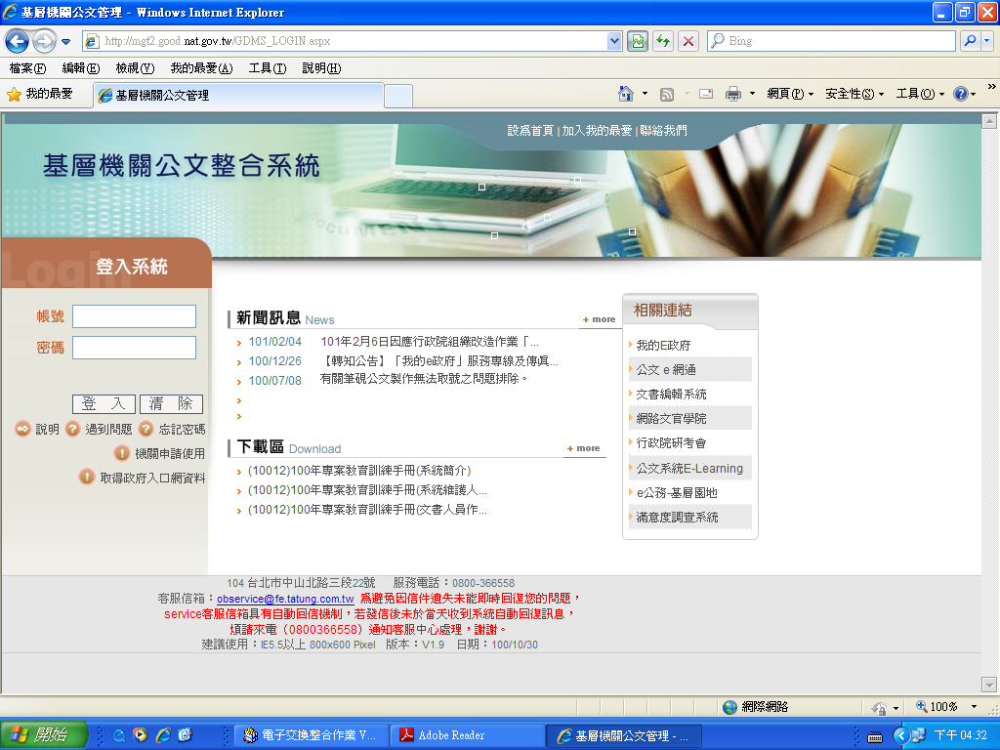 基層機關公文管理 - Windows Internet Explorer
http://mgt2.good.nat.gov.tw/GDMS_LOGIN.aspx
Bing
檔案(F) 編輯(E) 檢視(V) 我的最愛(A) 工具(T) 說明(H)
我的最愛 基層機關公文管理 網頁(P) 安全性(S) 工具(O) »
設為首頁 | 加入我的最愛 | 聯絡我們
基層機關公文整合系統
DOCUMENT
Login 登入系統
帳號
密碼
登 入 清 除
說明 過到問題 忘記密碼
機關申請使用
取得政府入口網資料
新聞訊息 News + more
101/02/04 101年2月6日因應行政院組織改造作業「...
100/12/26 【轉知公告】「我的e政府」服務專線及傳真...
100/07/08 有關筆硯公文製作無法取號之問題排除。
下載區 Download + more
(10012)100年專案教育訓練手冊(系統簡介)
(10012)100年專案教育訓練手冊(系統維護人...
(10012)100年專案教育訓練手冊(文書人員作...
相關連結
我的E政府
公文 e 網通
文書編輯系統
網路文官學院
行政院研考會
公文系統E-Learning
e公務-基層園地
滿意度調查系統
104 台北市中山北路三段22號 服務電話：0800-366558
客服信箱：observice@fe.tatung.com.tw 為避免因信件遺失未能即時回復您的問題，
service客服信箱具有自動回信機制，若發信後未於當天收到系統自動回復訊息，
煩請來電（0800366558）通知客服中心處理，謝謝。
建議使用：IE5.5以上 800x600 Pixel 版本：V1.9 日期：100/10/30
網際網路 100%
開始 電子交換整合作業 V... Adobe Reader 基層機關公文管理 - ... 下午 04:32